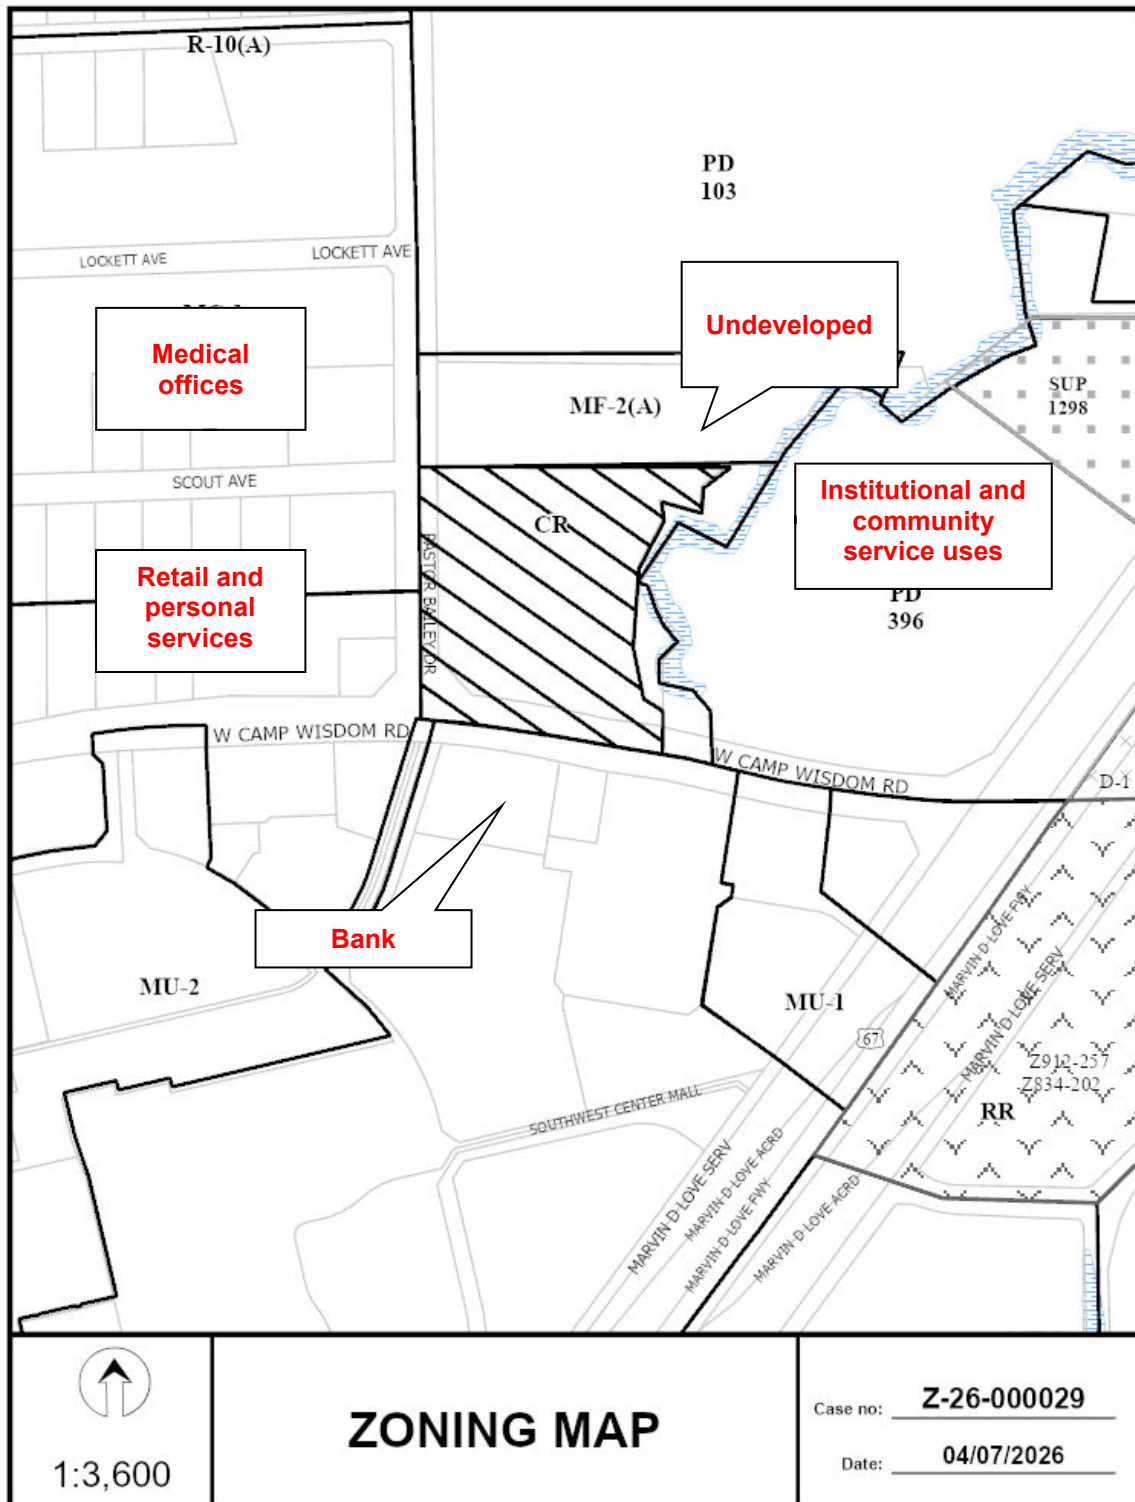 R-10(A)
PD
103
LOCKETT AVE
LOCKETT AVE
Medical
offices
Undeveloped
SUP
1298
MF-2(A)
SCOUT AVE
Institutional and
community
service uses
CR
PASTOR BAILEY DR
Retail and
personal
services
PD
396
W CAMP WISDOM RD
W CAMP WISDOM RD
D-1
Bank
MU-2
MU-1
67
MARVIN D LOVE FWY
MARVIN D LOVE SERV
Z912-257
Z834-202
RR
SOUTHWEST CENTER MALL
MARVIN D LOVE SERV
MARVIN D LOVE ACRD
MARVIN D LOVE FWY
MARVIN D LOVE ACRD
1:3,600
ZONING MAP
Case no: Z-26-000029
Date: 04/07/2026